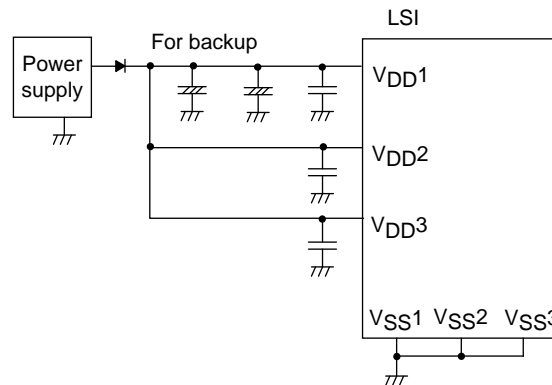 LSI
For backup
Power
supply
VDD1
VDD2
VDD3
VSS1 VSS2 VSS3